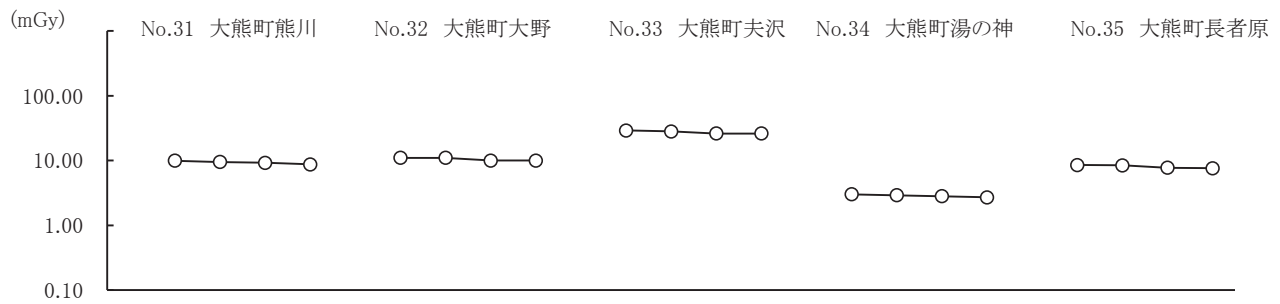 (mGy)
No.31 大熊町熊川
No.32 大熊町大野
No.33 大熊町夫沢
No.34 大熊町湯の神
No.35 大熊町長者原
100.00
10.00
1.00
0.10